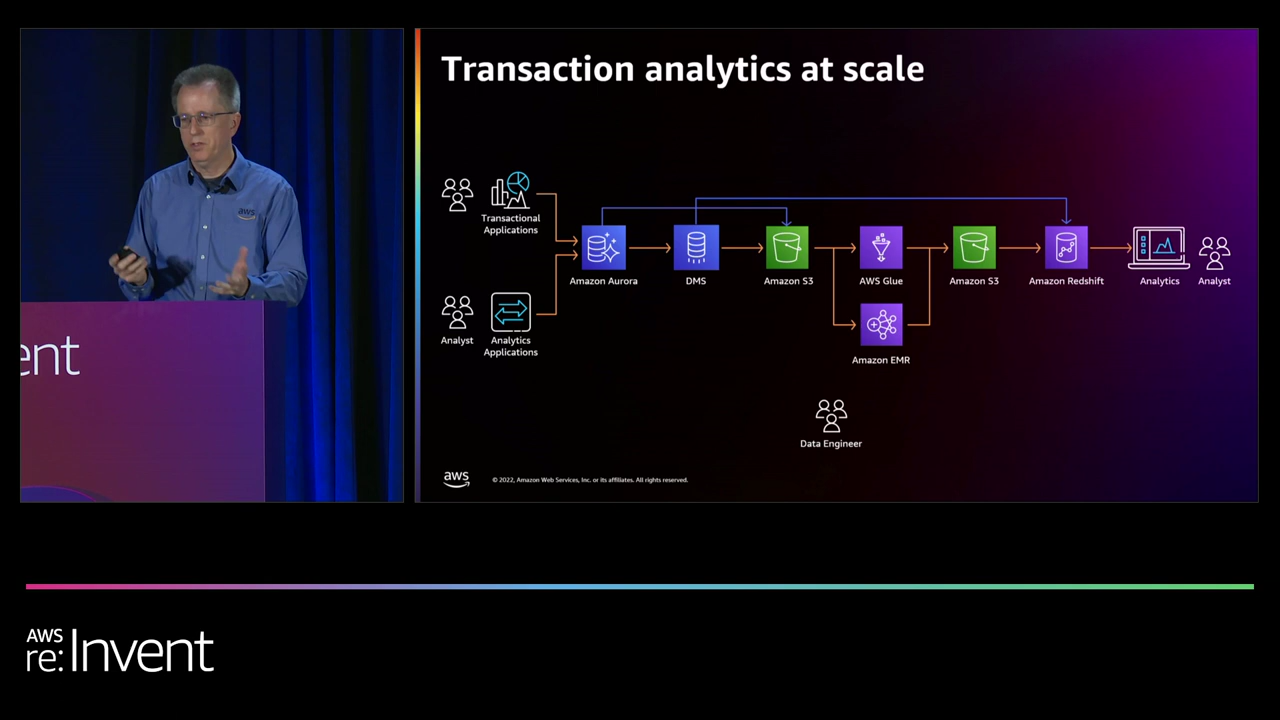 aws
ent
Transaction analytics at scale
Transactional
Applications
Amazon Aurora
DMS
Amazon S3
AWS Glue
Amazon S3
Amazon Redshift
Analytics
Analyst
Analyst
Analytics
Applications
Amazon EMR
Data Engineer
aws
© 2022, Amazon Web Services, Inc. or its affiliates. All rights reserved.
AWS
re:Invent